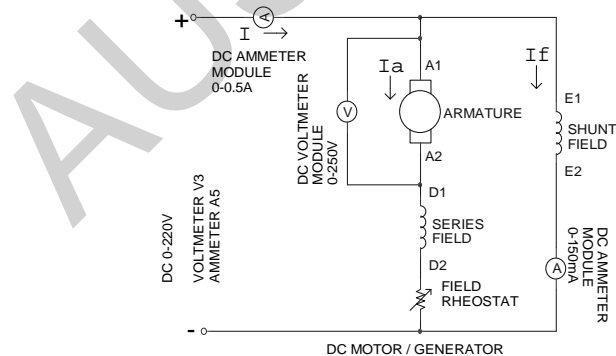 AUS
+
A
I
DC AMMETER
MODULE
0-0.5A
Ia
A1
If
E1
V
ARMATURE
SHUNT
FIELD
DC VOLTMETER
MODULE
0-250V
A2
E2
D1
DC 0-220V
VOLTMETER V3
AMMETER A5
SERIES
FIELD
D2
A
DC AMMETER
MODULE
0-150mA
FIELD
RHEOSTAT
-
DC MOTOR / GENERATOR